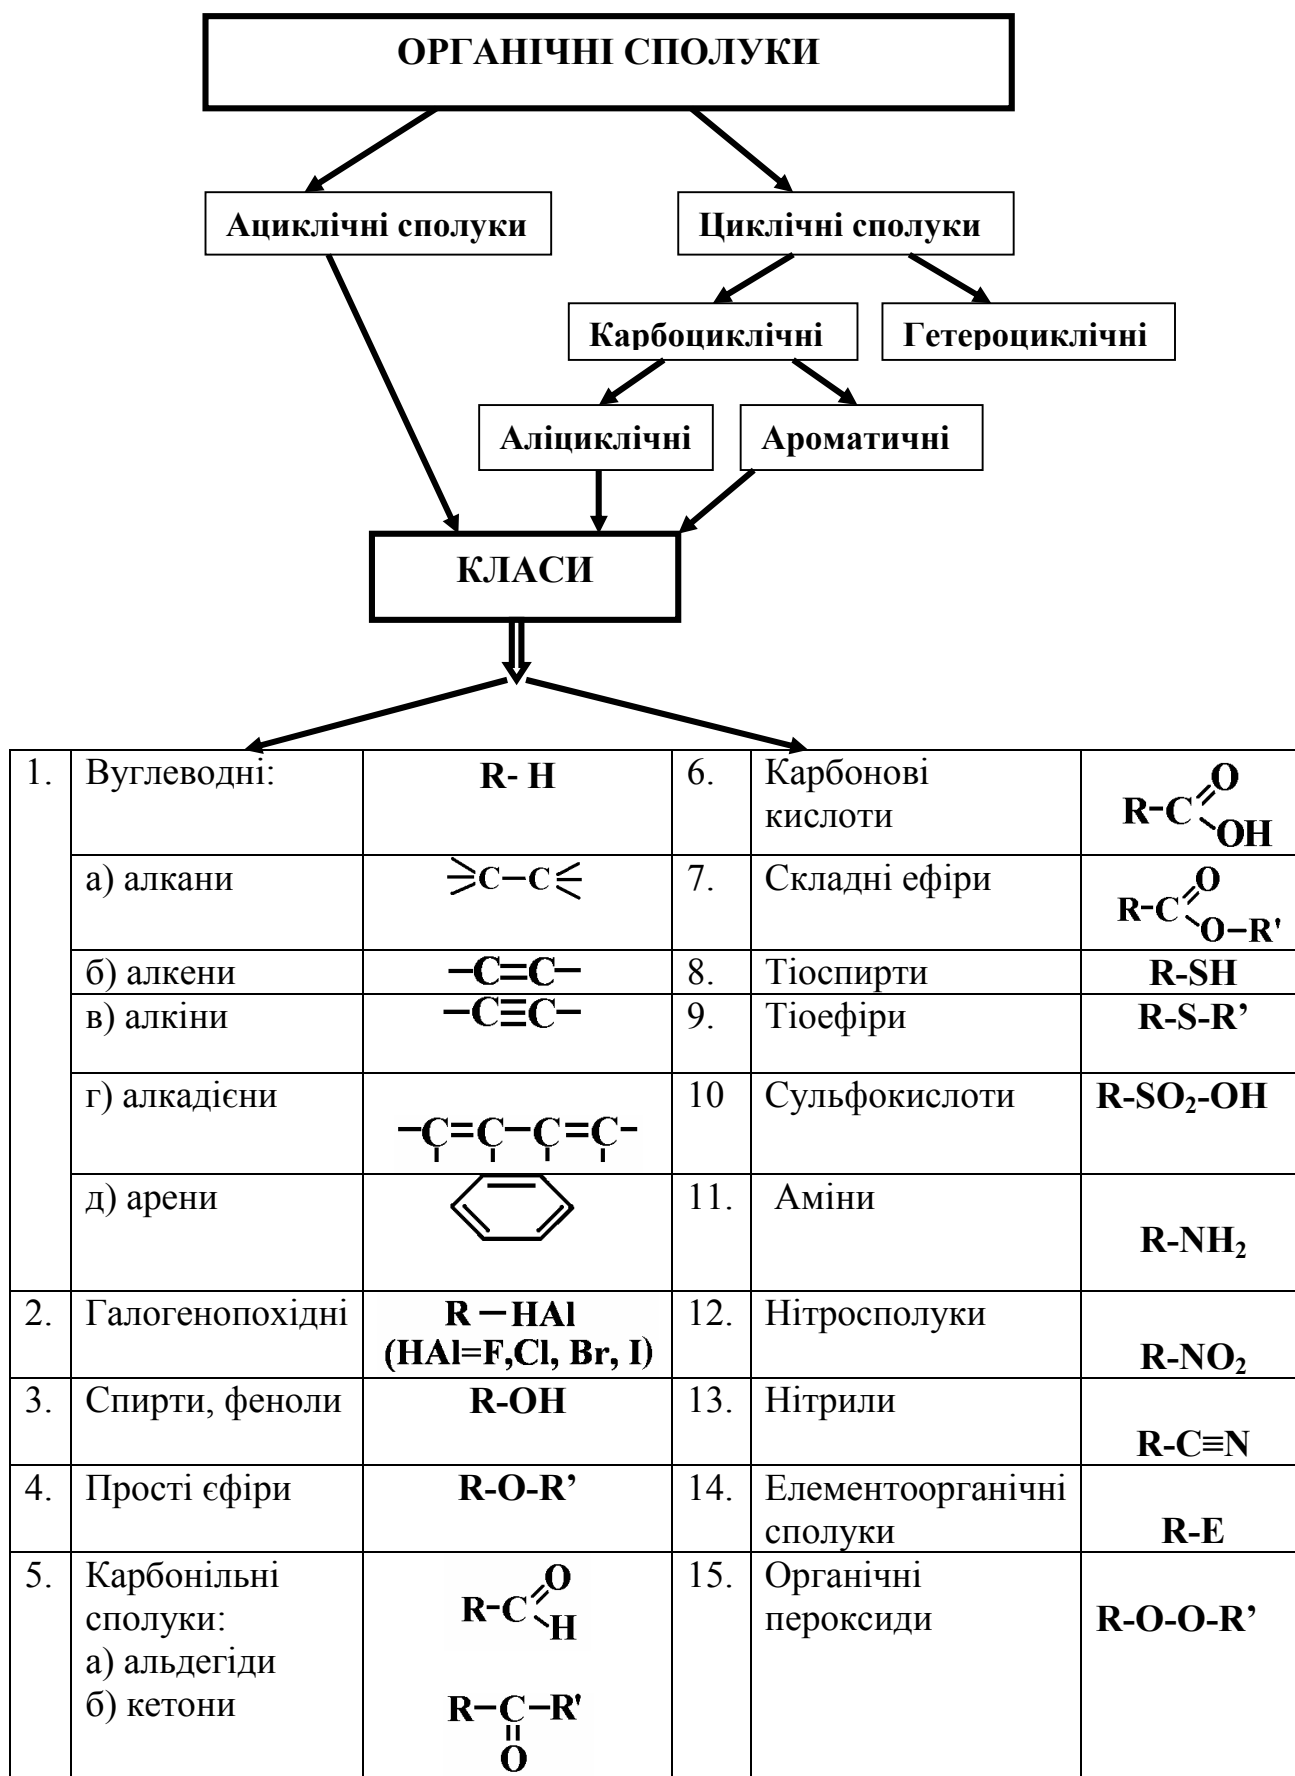 ОРГАНІЧНІ СПОЛУКИ
Ациклічні сполуки
Циклічні сполуки
Карбоциклічні
Гетероциклічні
Аліциклічні
Ароматичні
КЛАСИ
1. Вуглеводні: R- H
а) алкани >C–C<
б) алкени –C=C–
в) алкіни –C≡C–
г) алкадієни –C=C–C=C–
д) арени
2. Галогенопохідні R – HAl
(HAl=F,Cl, Br, I)
3. Спирти, феноли R-OH
4. Прості єфіри R-O-R’
5. Карбонільні
сполуки:
а) альдегіди
б) кетони
O
R-C
H
R–C–R'
O
6. Карбонові
кислоти
O
R-C
OH
7. Складні ефіри
O
R-C
O–R'
8. Тіоспирти R-SH
9. Тіоефіри R-S-R’
10 Сульфокислоти R-SO₂-OH
11. Аміни
R-NH₂
12. Нітросполуки
R-NO₂
13. Нітрили
R-C≡N
14. Елементоорганічні
сполуки R-E
15. Органічні
пероксиди R-O-O-R’